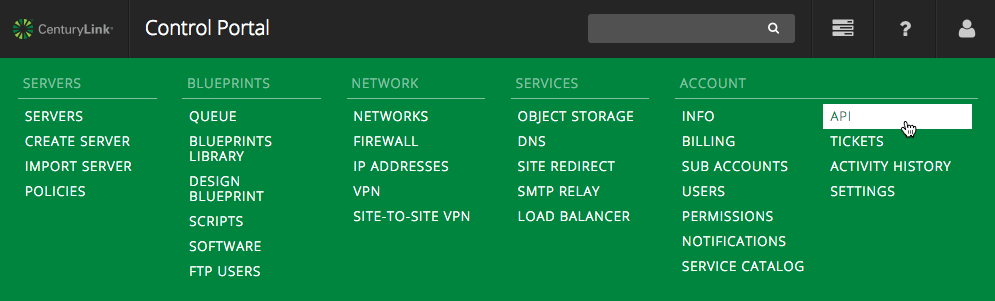 CenturyLink®
Control Portal
?
SERVERS
SERVERS
CREATE SERVER
IMPORT SERVER
POLICIES
BLUEPRINTS
QUEUE
BLUEPRINTS
LIBRARY
DESIGN
BLUEPRINT
SCRIPTS
SOFTWARE
FTP USERS
NETWORK
NETWORKS
FIREWALL
IP ADDRESSES
VPN
SITE-TO-SITE VPN
SERVICES
OBJECT STORAGE
DNS
SITE REDIRECT
SMTP RELAY
LOAD BALANCER
ACCOUNT
INFO
BILLING
SUB ACCOUNTS
USERS
PERMISSIONS
NOTIFICATIONS
SERVICE CATALOG
API
TICKETS
ACTIVITY HISTORY
SETTINGS